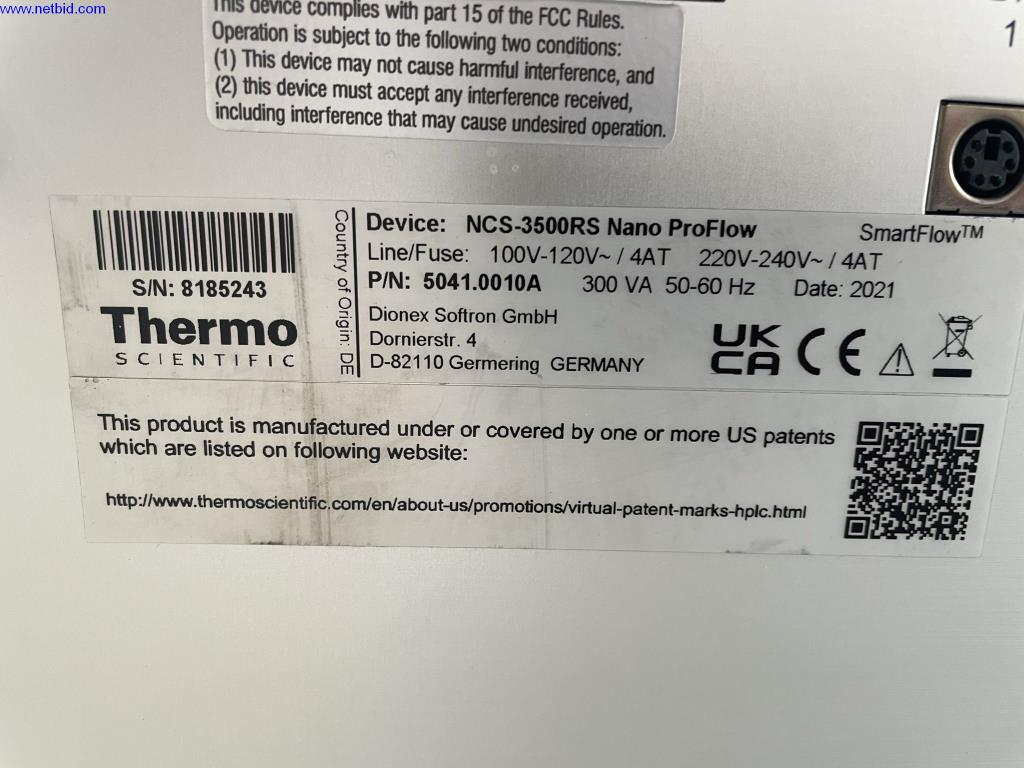 www.netbid.com
This device complies with part 15 of the FCC Rules.
Operation is subject to the following two conditions:
(1) This device may not cause harmful interference, and
(2) this device must accept any interference received,
including interference that may cause undesired operation.
1
S/N: 8185243
Thermo
SCIENTIFIC
Country of Origin: DE
Device: NCS-3500RS Nano ProFlow
SmartFlow™
Line/Fuse: 100V-120V~ / 4AT 220V-240V~ / 4AT
P/N: 5041.0010A 300 VA 50-60 Hz Date: 2021
Dionex Softron GmbH
Dornierstr. 4
D-82110 Germering GERMANY
UK
CA CE
This product is manufactured under or covered by one or more US patents
which are listed on following website:
http://www.thermoscientific.com/en/about-us/promotions/virtual-patent-marks-hplc.html